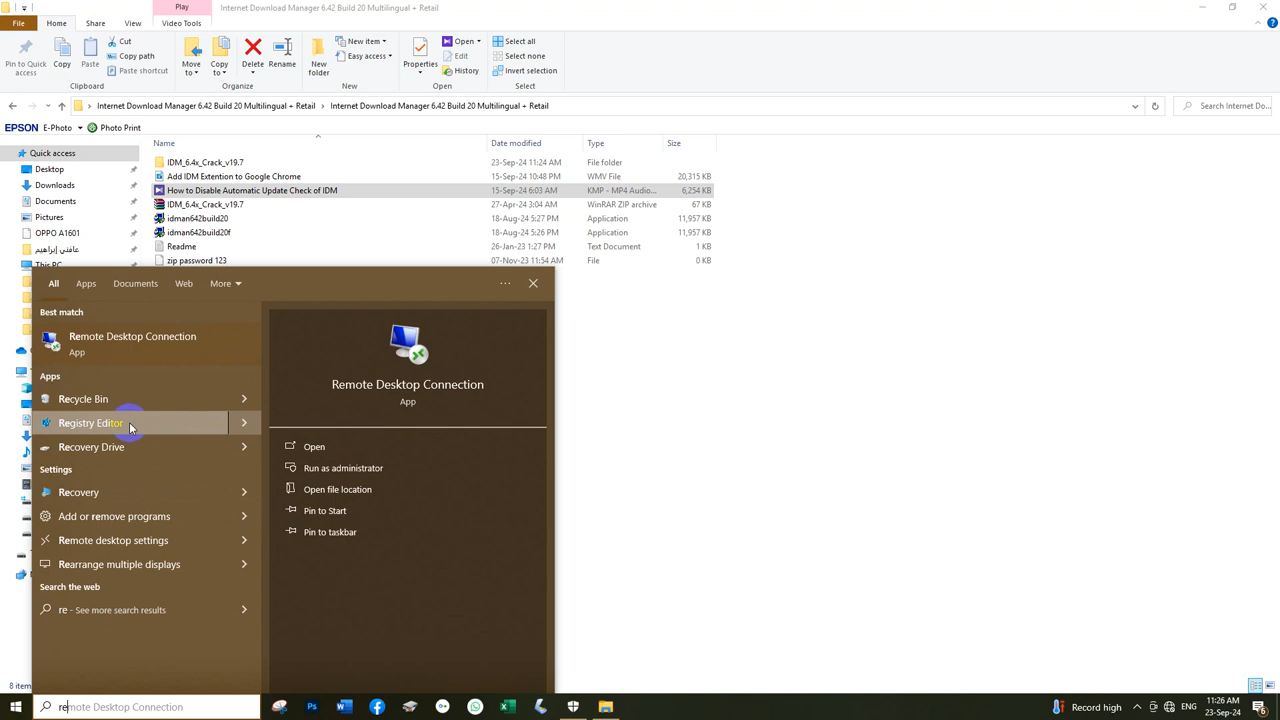 Play
Internet Download Manager 6.42 Build 20 Multilingual + Retail
File
Home
Share
View
Video Tools
Pin to Quick access
Copy
Paste
Cut
Copy path
Paste shortcut
Clipboard
Move to
Copy to
Delete
Rename
Organize
New folder
New item
Easy access
New
Properties
Open
Edit
History
Open
Select all
Select none
Invert selection
Select
Internet Download Manager 6.42 Build 20 Multilingual + Retail
Internet Download Manager 6.42 Build 20 Multilingual + Retail
Search Internet Do...
EPSON E-Photo
Photo Print
Quick access
Desktop
Downloads
Documents
Pictures
OPPO A1601
عافني إبراهيم
This PC
Name Date modified Type Size
IDM_6.4x_Crack_v19.7 23-Sep-24 11:24 AM File folder
Add IDM Extention to Google Chrome 15-Sep-24 10:48 PM WMV File 20,315 KB
How to Disable Automatic Update Check of IDM 15-Sep-24 6:03 AM KMP - MP4 Audio... 6,254 KB
IDM_6.4x_Crack_v19.7 27-Apr-24 3:04 AM WinRAR ZIP archive 67 KB
idman642build20 18-Aug-24 5:27 PM Application 11,957 KB
idman642build20f 18-Aug-24 5:26 PM Application 11,957 KB
Readme 26-Jan-23 1:27 PM Text Document 1 KB
zip password 123 07-Nov-23 11:54 AM File 0 KB
All Apps Documents Web More
Best match
Remote Desktop Connection
App
Apps
Recycle Bin
Registry Editor
Recovery Drive
Settings
Recovery
Add or remove programs
Remote desktop settings
Rearrange multiple displays
Search the web
re - See more search results
Remote Desktop Connection
App
Open
Run as administrator
Open file location
Pin to Start
Pin to taskbar
8 item
remote Desktop Connection
Record high
11:26 AM
23-Sep-24
6